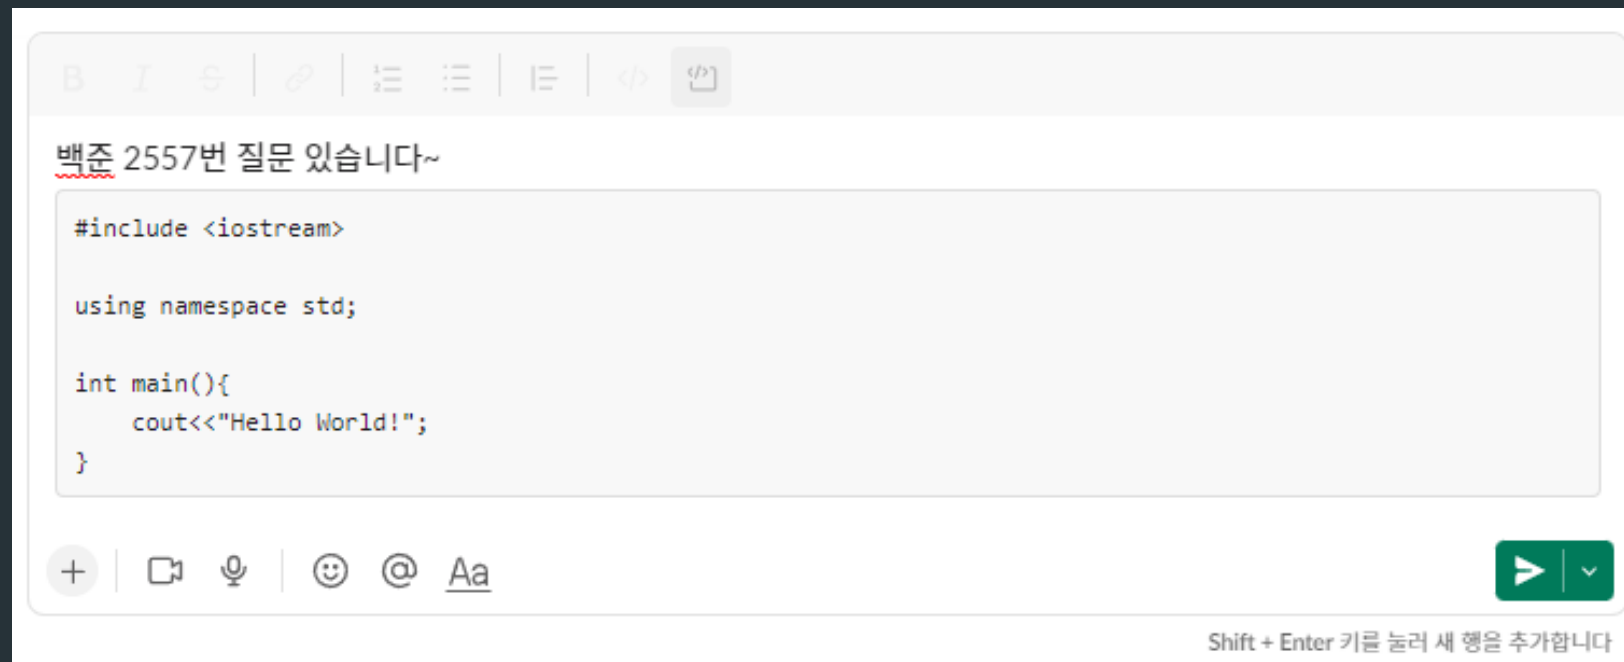 백준 2557번 질문 있습니다~
#include <iostream>
using namespace std;
int main(){
    cout<<"Hello World!";
}
Aa
Shift + Enter 키를 눌러 새 행을 추가합니다